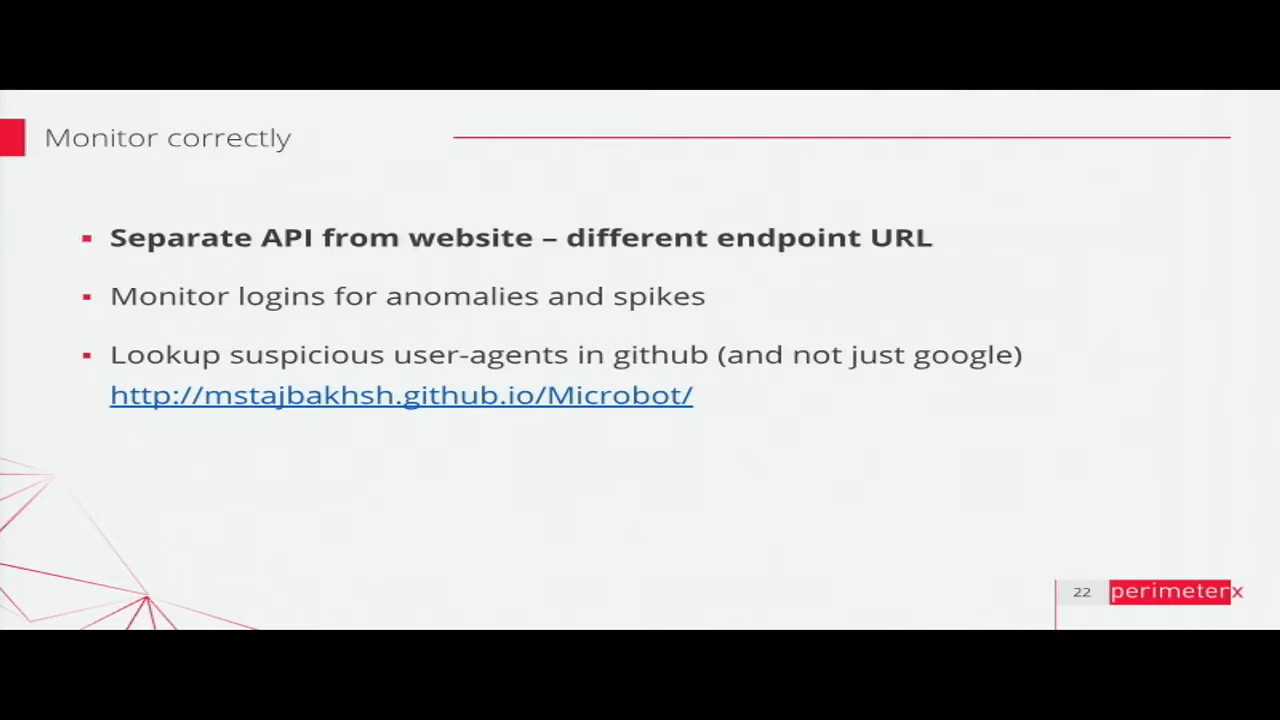 Monitor correctly
Separate API from website – different endpoint URL
Monitor logins for anomalies and spikes
Lookup suspicious user-agents in github (and not just google)
http://mstajbakhsh.github.io/Microbot/
22
perimeterx